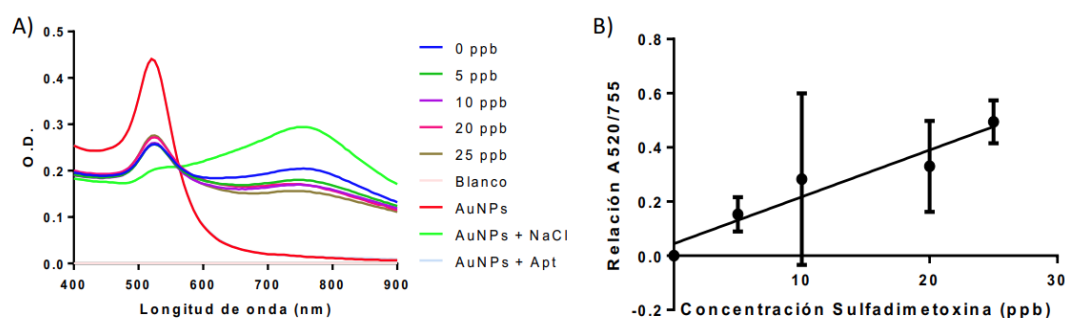 A)
0.5
0.4
0.3
0.2
0.1
0.0
O.D.
400
500
600
700
800
900
Longitud de onda (nm)
0 ppb
5 ppb
10 ppb
20 ppb
25 ppb
Blanco
AuNPs
AuNPs + NaCl
AuNPs + Apt
B)
0.8
0.6
0.4
0.2
0.0
-0.2
Relación A520/755
10
20
30
Concentración Sulfadimetoxina (ppb)